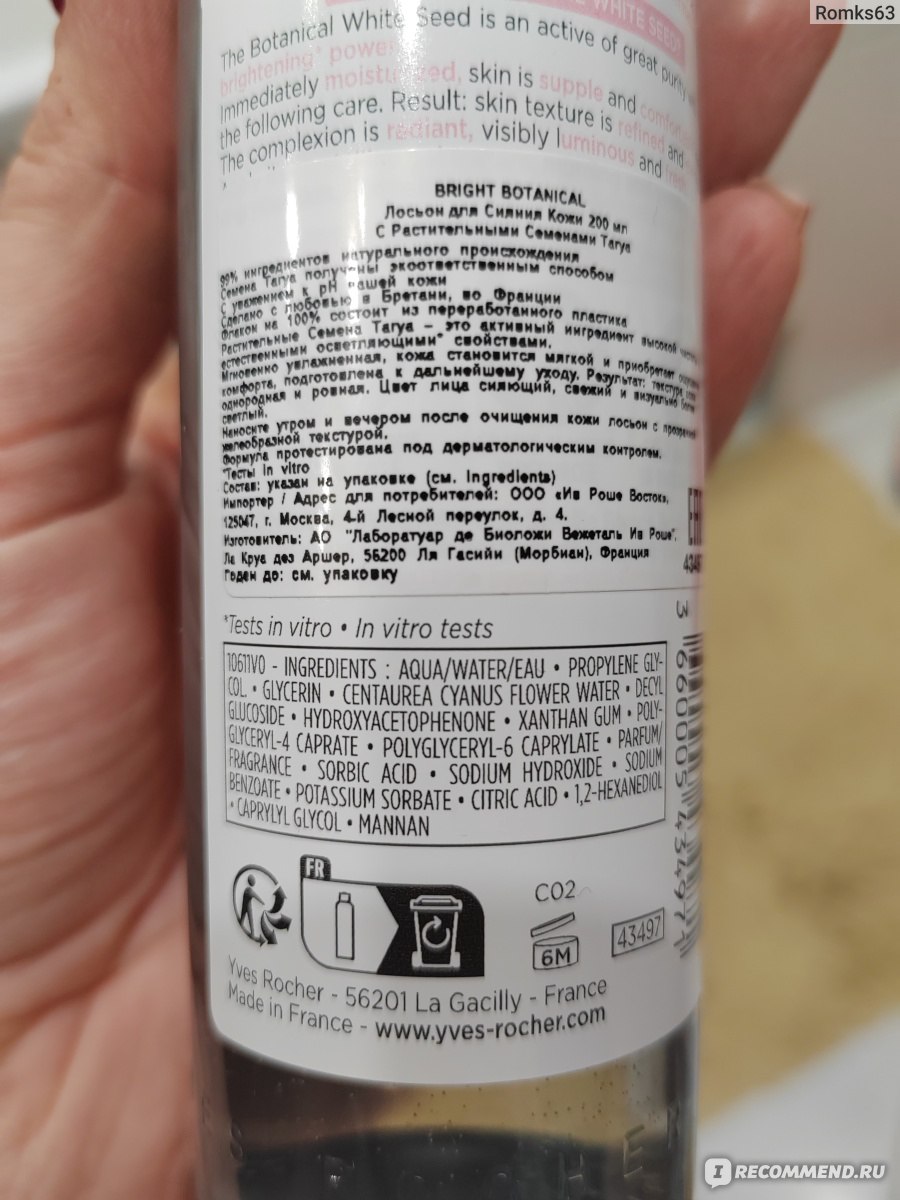 Romks63
WHITE SEED
The Botanical White Seed is an active of great purity
brightening* power
Immediately moisturized, skin is supple and
the following care. Result: skin texture is refined and
The complexion is radiant, visibly luminous and
BRIGHT BOTANICAL
Лосьон для Сияния Кожи 200 мл
С Растительными Семенами Тагуа
99% ингредиентов натурального происхождения
Семена Тагуа получены экоответственным способом
С уважением к pH вашей кожи
Сделано с любовью в Бретани, во Франции
Флакон на 100% состоит из переработанного пластика
Растительные Семена Тагуа – это активный ингредиент высокой
естественными осветляющими* свойствами.
Мгновенно увлажненная, кожа становится мягкой и приобретает
комфорта, подготовлена к дальнейшему уходу. Результат: текстура
однородная и ровная. Цвет лица сияющий, свежий и визуально более
светлый.
Наносите утром и вечером после очищения кожи лосьон с
желеобразной текстурой.
Формула протестирована под дерматологическим контролем.
*Тесты in vitro
Состав: указан на упаковке (см. Ingredients)
Импортер / Адрес для потребителей: ООО «Ив Роше Восток»,
125047, г. Москва, 4-й Лесной переулок, д. 4.
Изготовитель: АО "Лаборатуар де Биоложи Вежеталь Ив Роше",
Ла Круа дез Аршер, 56200 Ля Гасийи (Морбиан), Франция
Годен до: см. упаковку
*Tests in vitro • In vitro tests
10611V0 - INGREDIENTS : AQUA/WATER/EAU • PROPYLENE GLY-
COL • GLYCERIN • CENTAUREA CYANUS FLOWER WATER • DECYL
GLUCOSIDE • HYDROXYACETOPHENONE • XANTHAN GUM • POLY-
GLYCERYL-4 CAPRATE • POLYGLYCERYL-6 CAPRYLATE • PARFUM/
FRAGRANCE • SORBIC ACID • SODIUM HYDROXIDE • SODIUM
BENZOATE • POTASSIUM SORBATE • CITRIC ACID • 1,2-HEXANEDIOL
• CAPRYLYL GLYCOL • MANNAN
FR
CO2
6M
43497
3 660005 434971
Yves Rocher - 56201 La Gacilly - France
Made in France - www.yves-rocher.com
IRECOMMEND.RU